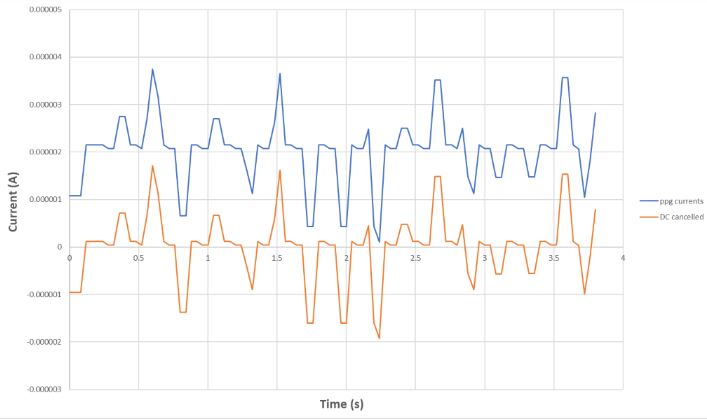 0.000005
0.000004
0.000003
0.000002
0.000001
0
-0.000001
-0.000002
-0.000003
0 0.5 1 1.5 2 2.5 3 3.5 4
Current (A)
Time (s)
ppg currents
DC cancelled